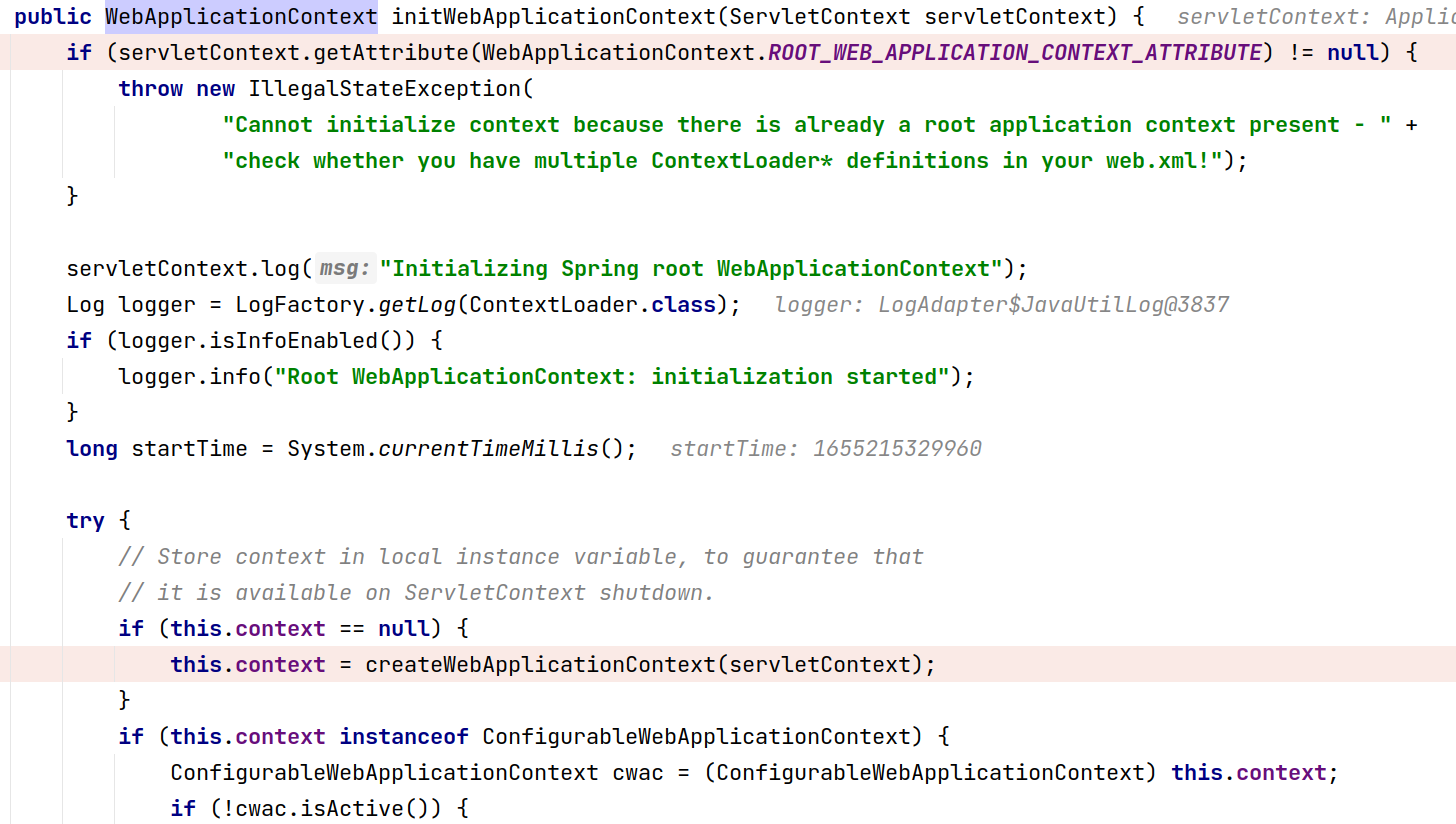 public WebApplicationContext initWebApplicationContext(ServletContext servletContext) {   servletContext: Applic
    if (servletContext.getAttribute(WebApplicationContext.ROOT_WEB_APPLICATION_CONTEXT_ATTRIBUTE) != null) {
        throw new IllegalStateException(
                "Cannot initialize context because there is already a root application context present - " +
                "check whether you have multiple ContextLoader* definitions in your web.xml!");
    }
    servletContext.log( msg: "Initializing Spring root WebApplicationContext");
    Log logger = LogFactory.getLog(ContextLoader.class);   logger: LogAdapter$JavaUtilLog@3837
    if (logger.isInfoEnabled()) {
        logger.info("Root WebApplicationContext: initialization started");
    }
    long startTime = System.currentTimeMillis();   startTime: 1655215329960
    try {
        // Store context in local instance variable, to guarantee that
        // it is available on ServletContext shutdown.
        if (this.context == null) {
            this.context = createWebApplicationContext(servletContext);
        }
        if (this.context instanceof ConfigurableWebApplicationContext) {
            ConfigurableWebApplicationContext cwac = (ConfigurableWebApplicationContext) this.context;
            if (!cwac.isActive()) {